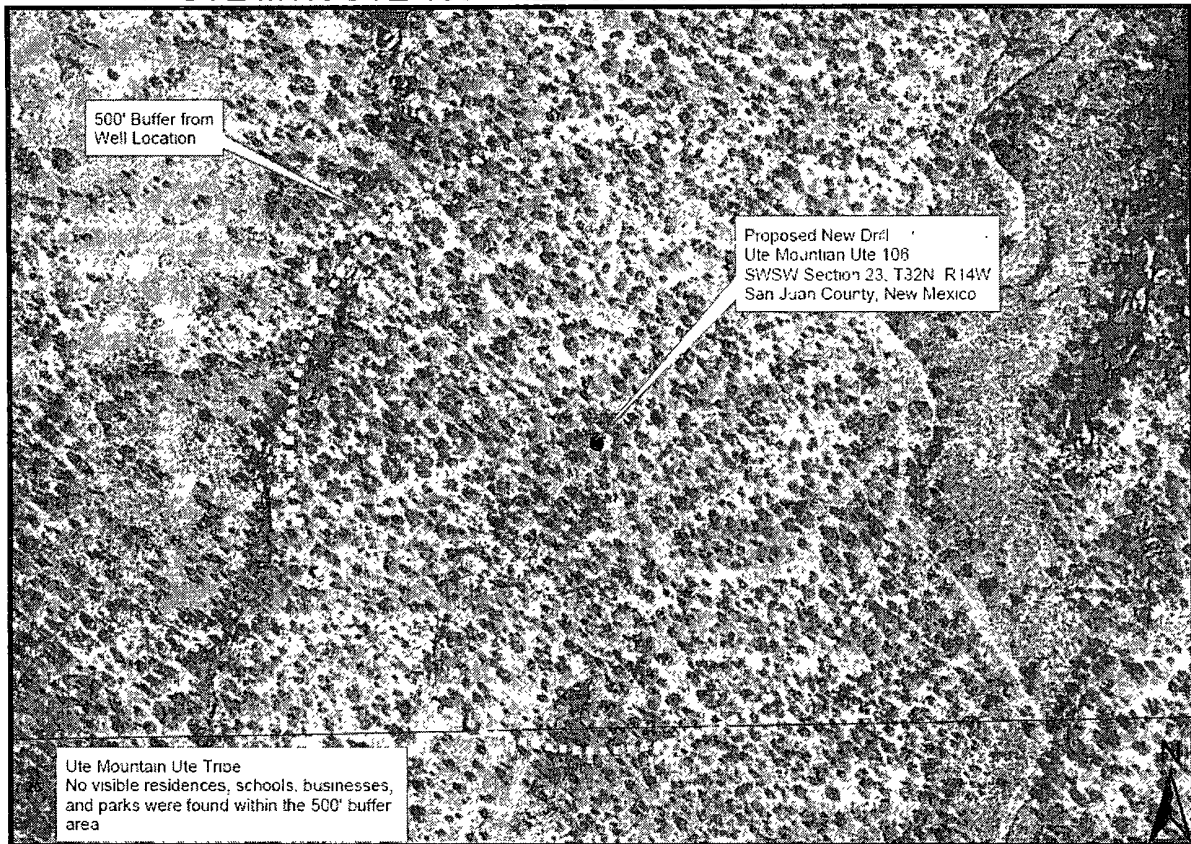 500' Buffer from
Well Location
Proposed New Drill
Ute Mountian Ute 106
SWSW Section 23, T32N R14W
San Juan County, New Mexico
Ute Mountain Ute Tribe
No visible residences, schools, businesses,
and parks were found within the 500' buffer
area
N